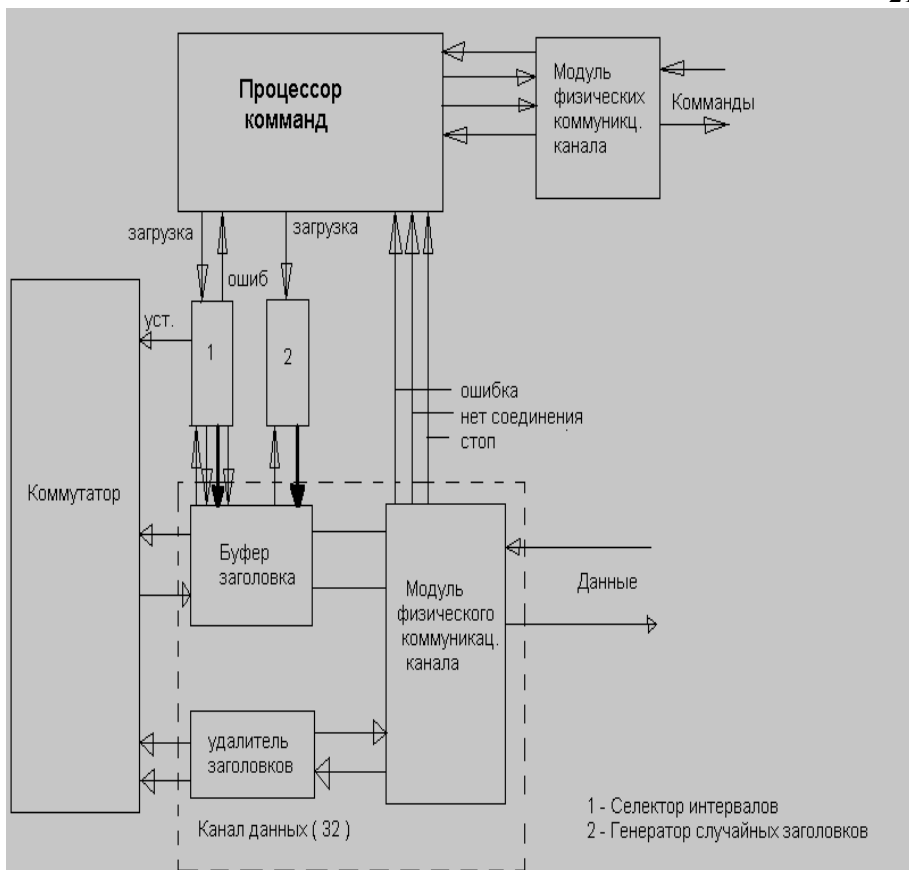 Процессор
комманд
Модуль
физических
коммуникц.
канала
Комманды
загрузка
загрузка
ошиб
уст.
1
2
ошибка
нет соединения
стоп
Коммутатор
Буфер
заголовка
Модуль
физического
коммуникац.
канала
Данные
удалитель
заголовков
Канал данных ( 32 )
1 - Селектор интервалов
2 - Генератор случайных заголовков